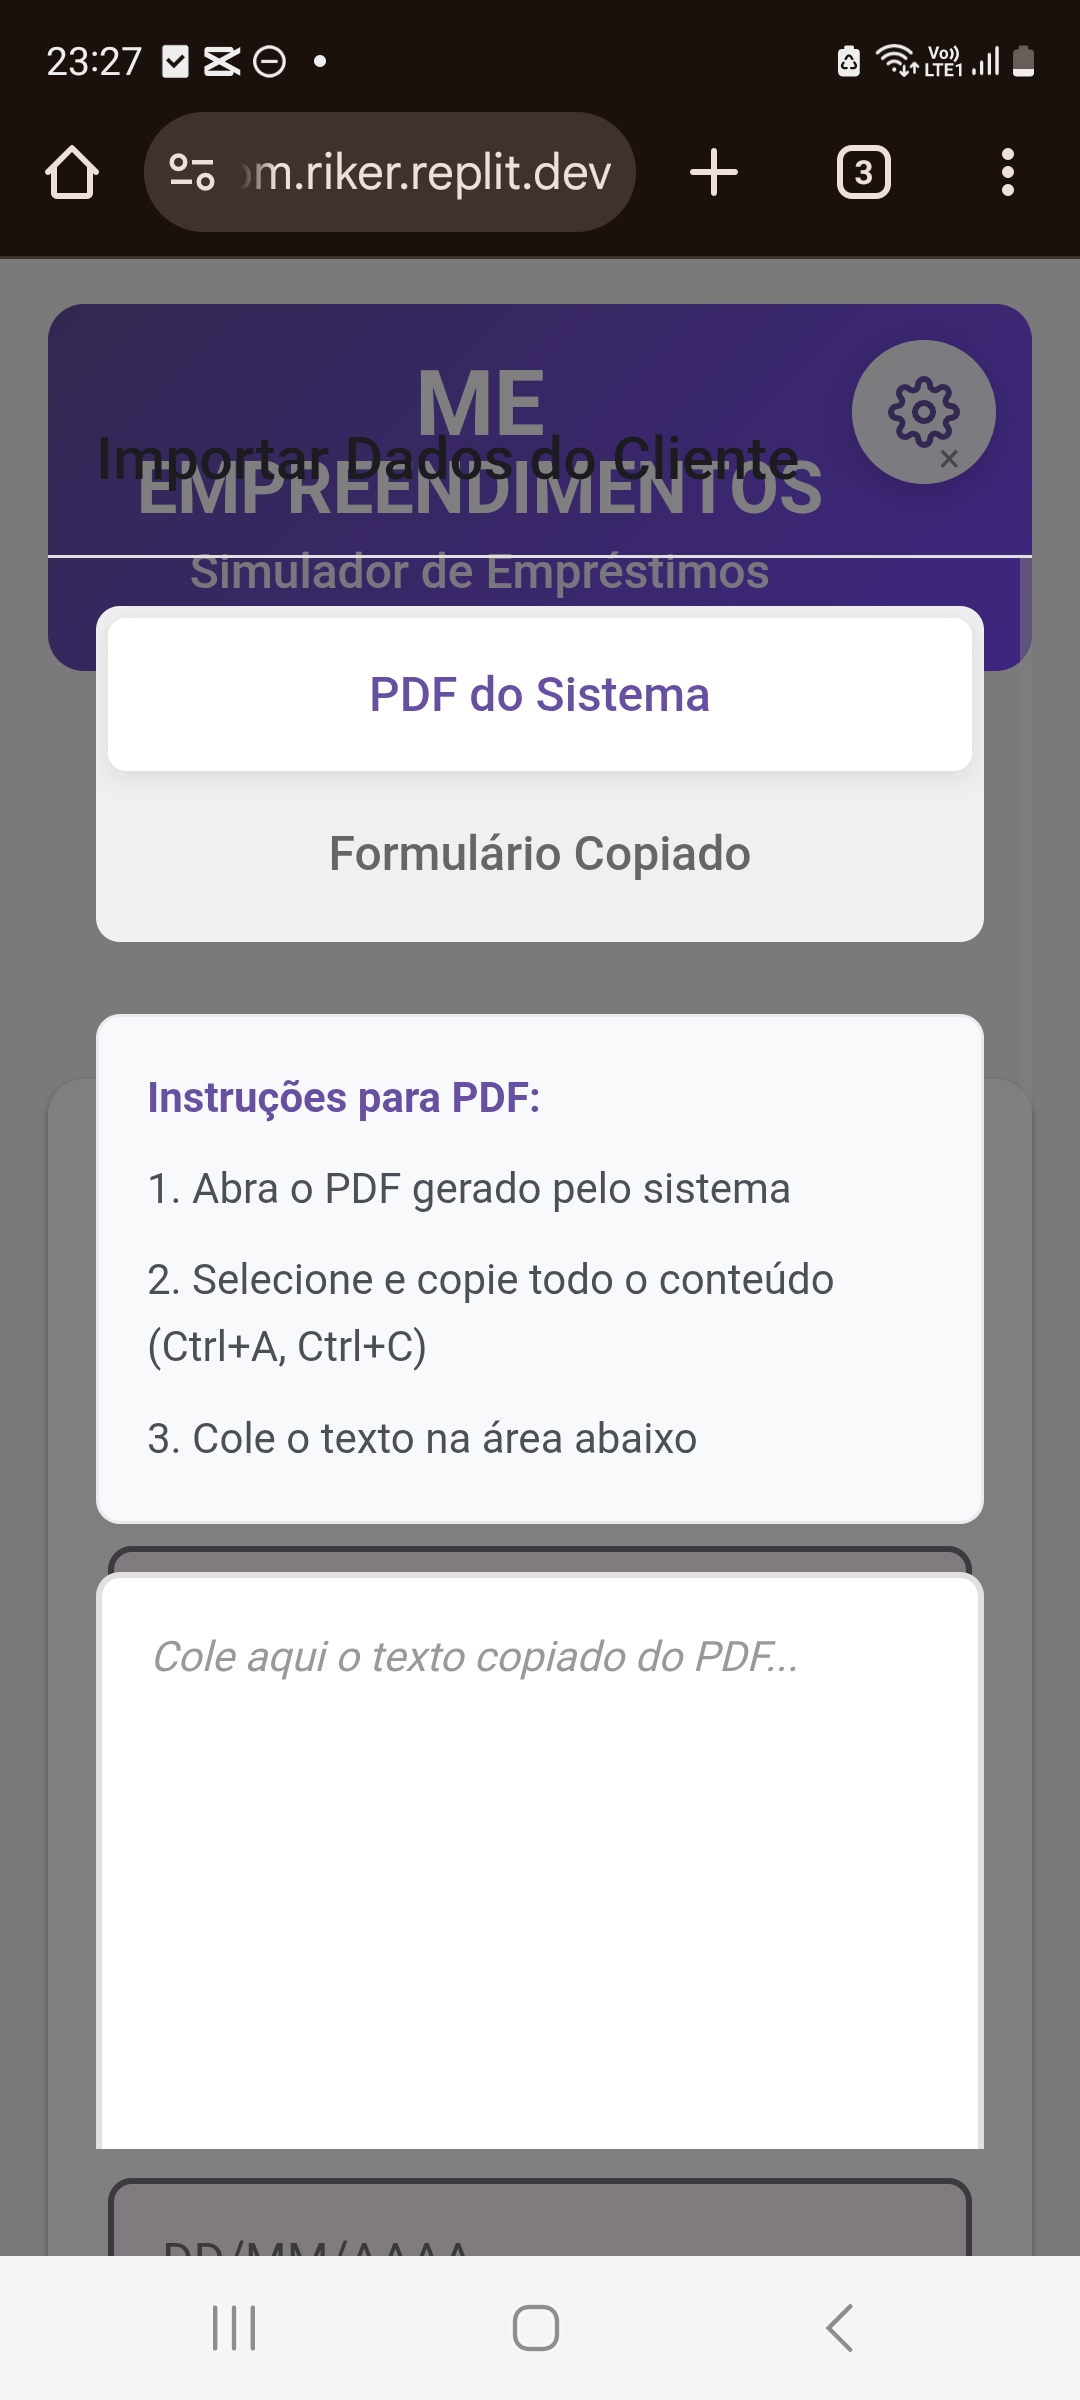 23:27
Vo))
LTE1
m.riker.replit.dev
3
ME
Importar Dados do Cliente
×
EMPREENDIMENTOS
Simulador de Empréstimos
PDF do Sistema
Formulário Copiado
Instruções para PDF:
1. Abra o PDF gerado pelo sistema
2. Selecione e copie todo o conteúdo
(Ctrl+A, Ctrl+C)
3. Cole o texto na área abaixo
Cole aqui o texto copiado do PDF...
DD/MM/AAAA